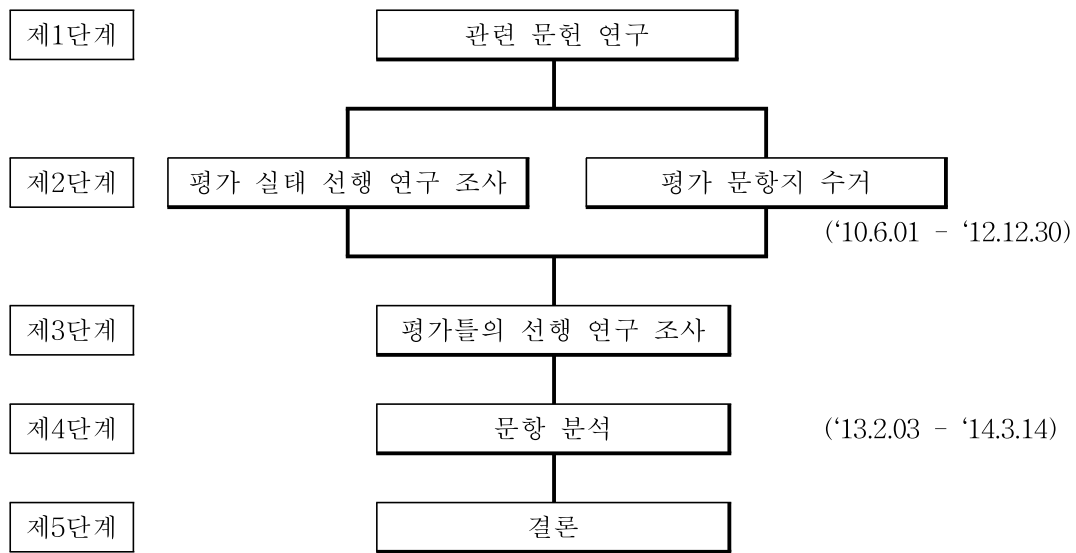 제1단계 관련 문헌 연구
제2단계 평가 실태 선행 연구 조사 평가 문항지 수거
(‘10.6.01 - ‘12.12.30)
제3단계 평가틀의 선행 연구 조사
제4단계 문항 분석 (‘13.2.03 - ‘14.3.14)
제5단계 결론